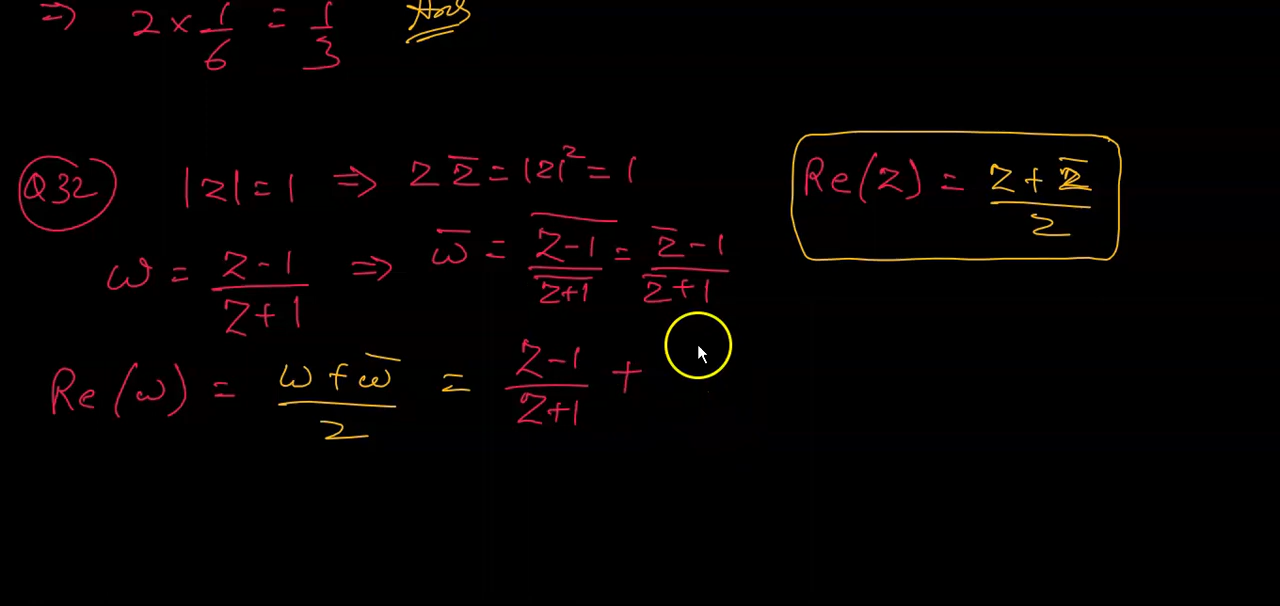 ⇒ 2 × 1/6 = 1/3 Ans
Q32 |z| = 1 ⇒ z z̄ = |z|² = 1
Re(z) = (z + z̄)/2
ω = (z-1)/(z+1) ⇒ ω̄ = \overline{z-1}/\overline{z+1} = (z̄-1)/(z̄+1)
Re(ω) = (ω + ω̄)/2 = (z-1)/(z+1) +